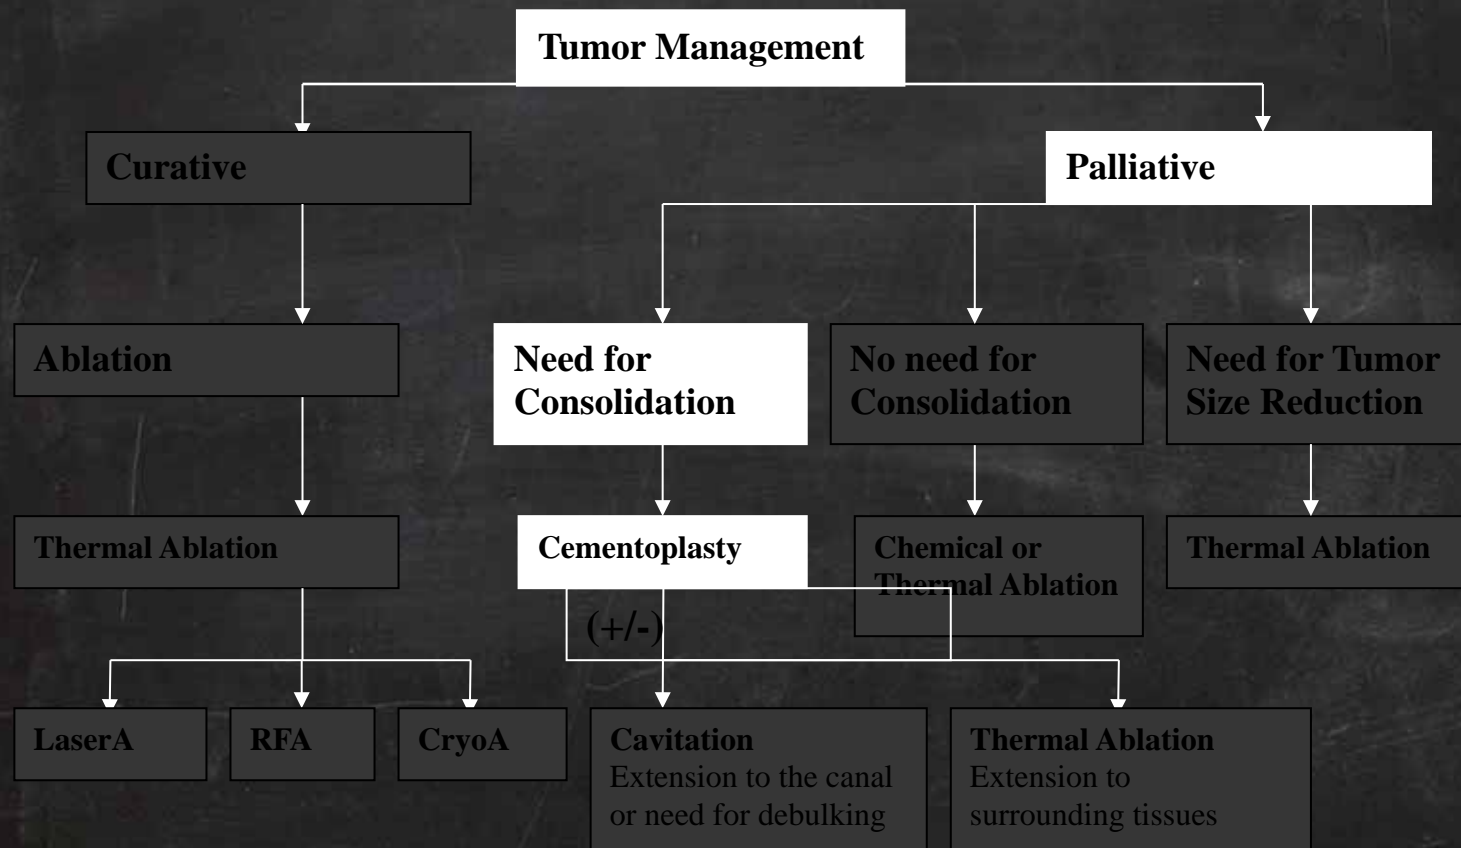 Tumor Management
Curative
Palliative
Ablation
Need for
Consolidation
No need for
Consolidation
Need for Tumor
Size Reduction
Thermal Ablation
Cementoplasty
Chemical or
Thermal Ablation
Thermal Ablation
(+/-)
LaserA
RFA
CryoA
Cavitation
Extension to the canal
or need for debulking
Thermal Ablation
Extension to
surrounding tissues